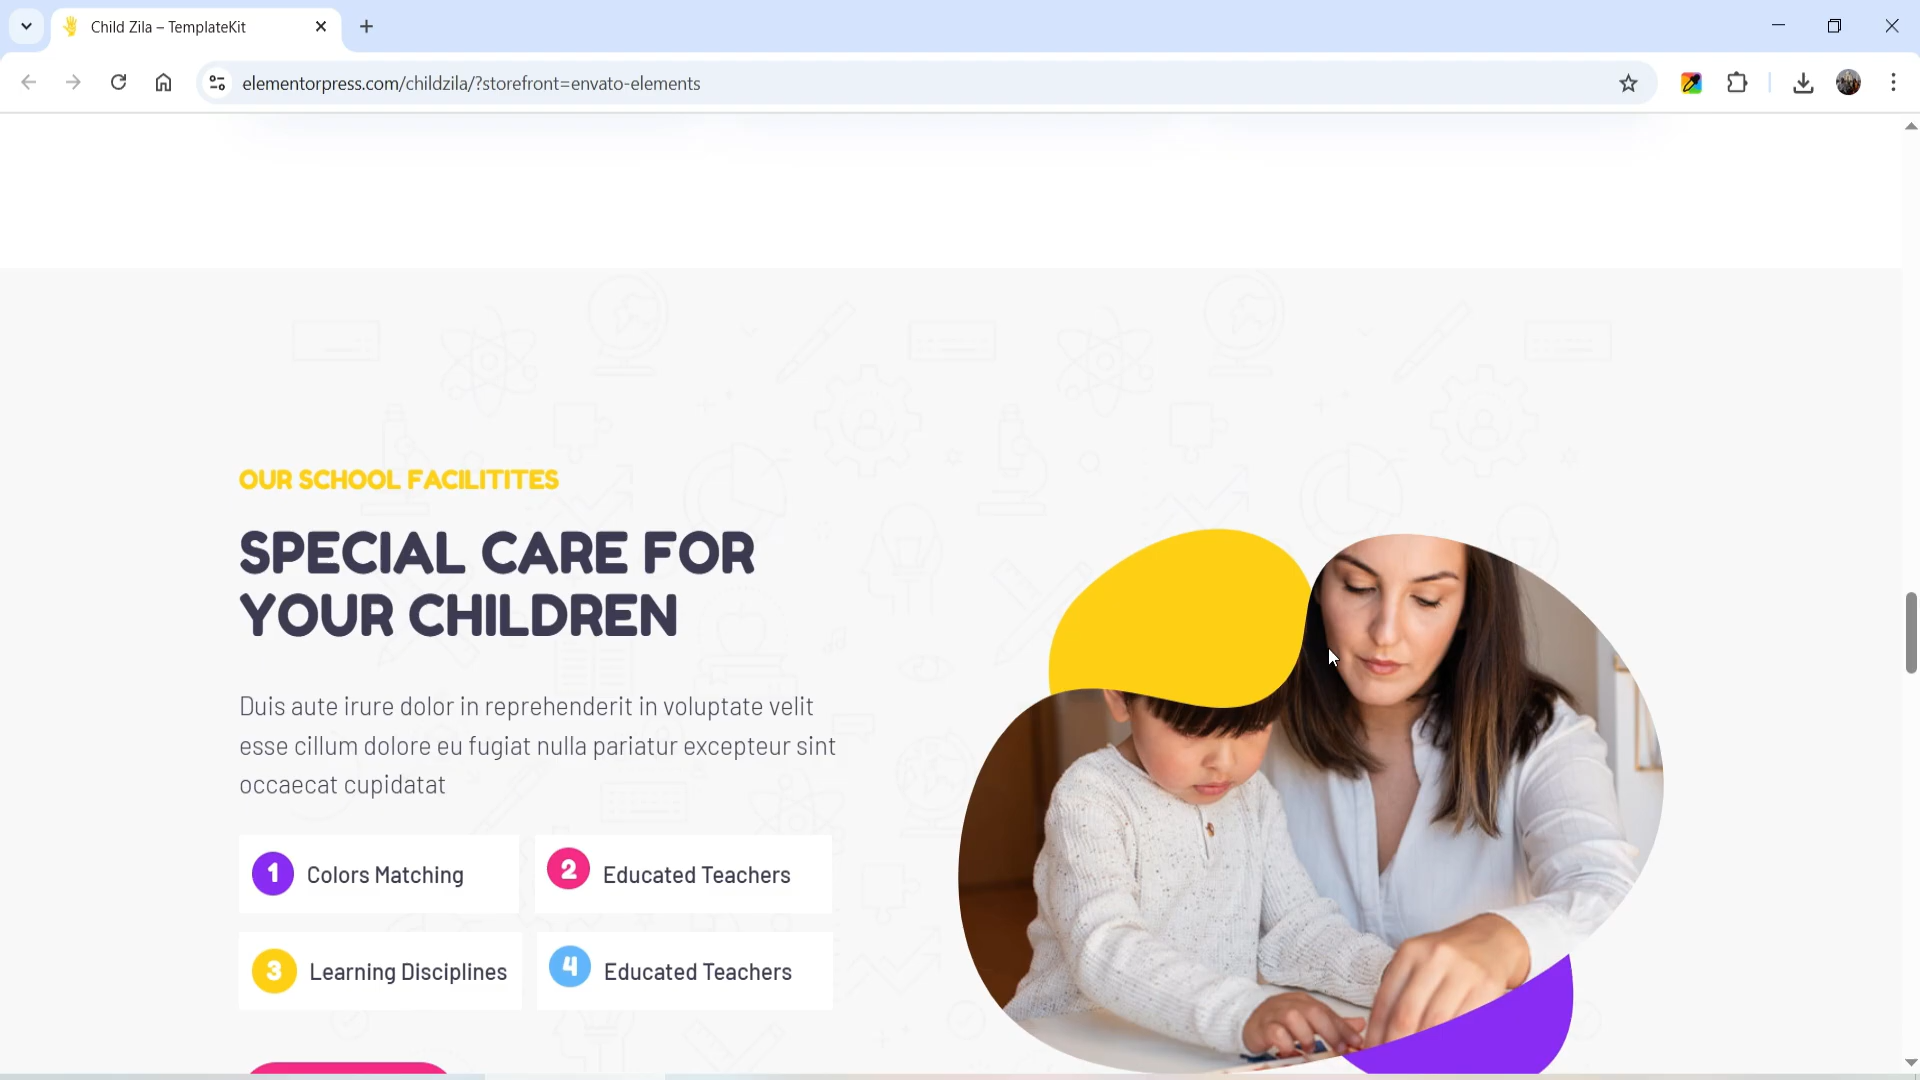 Child Zila – TemplateKit
elementorpress.com/childzila/?storefront=envato-elements
OUR SCHOOL FACILITITES
SPECIAL CARE FOR
YOUR CHILDREN
Duis aute irure dolor in reprehenderit in voluptate velit
esse cillum dolore eu fugiat nulla pariatur excepteur sint
occaecat cupidatat
1 Colors Matching
2 Educated Teachers
3 Learning Disciplines
4 Educated Teachers